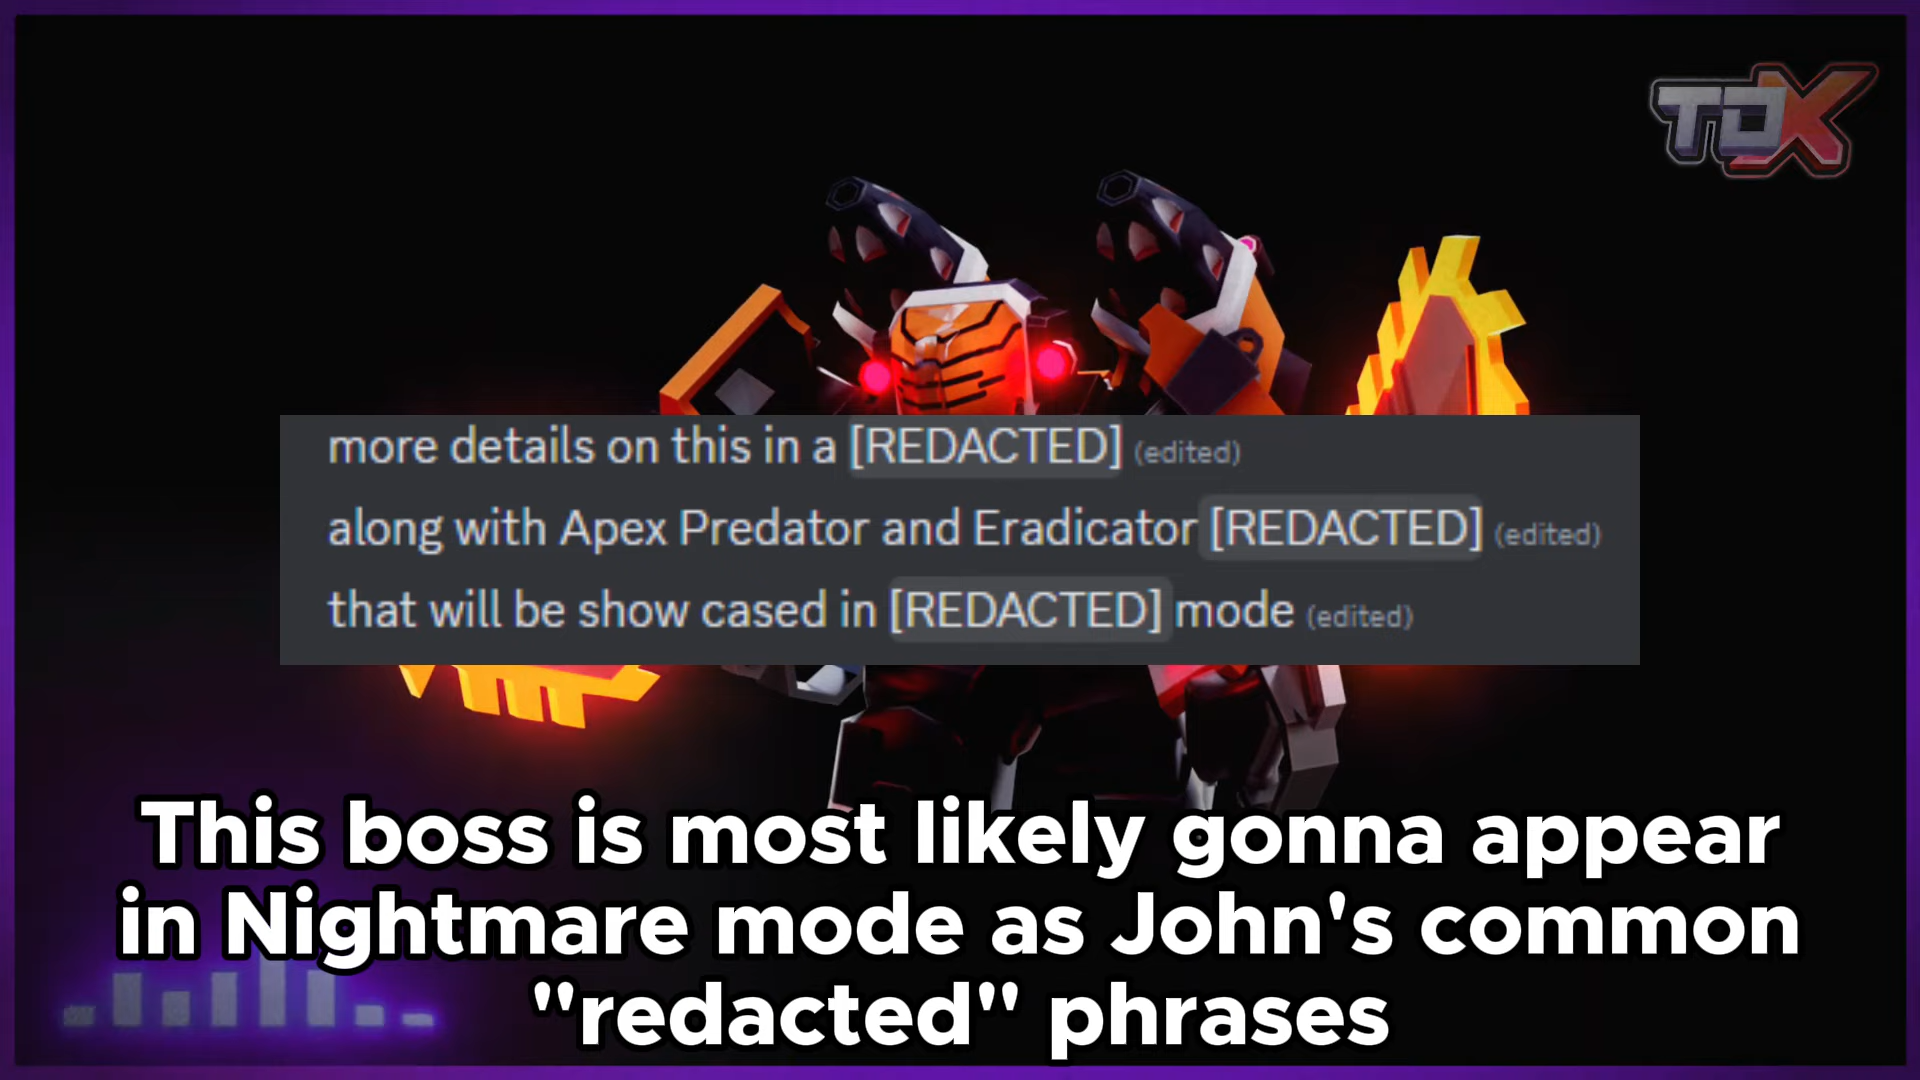 TDX
more details on this in a [REDACTED] (edited)
along with Apex Predator and Eradicator [REDACTED] (edited)
that will be show cased in [REDACTED] mode (edited)
This boss is most likely gonna appear
in Nightmare mode as John's common
"redacted" phrases